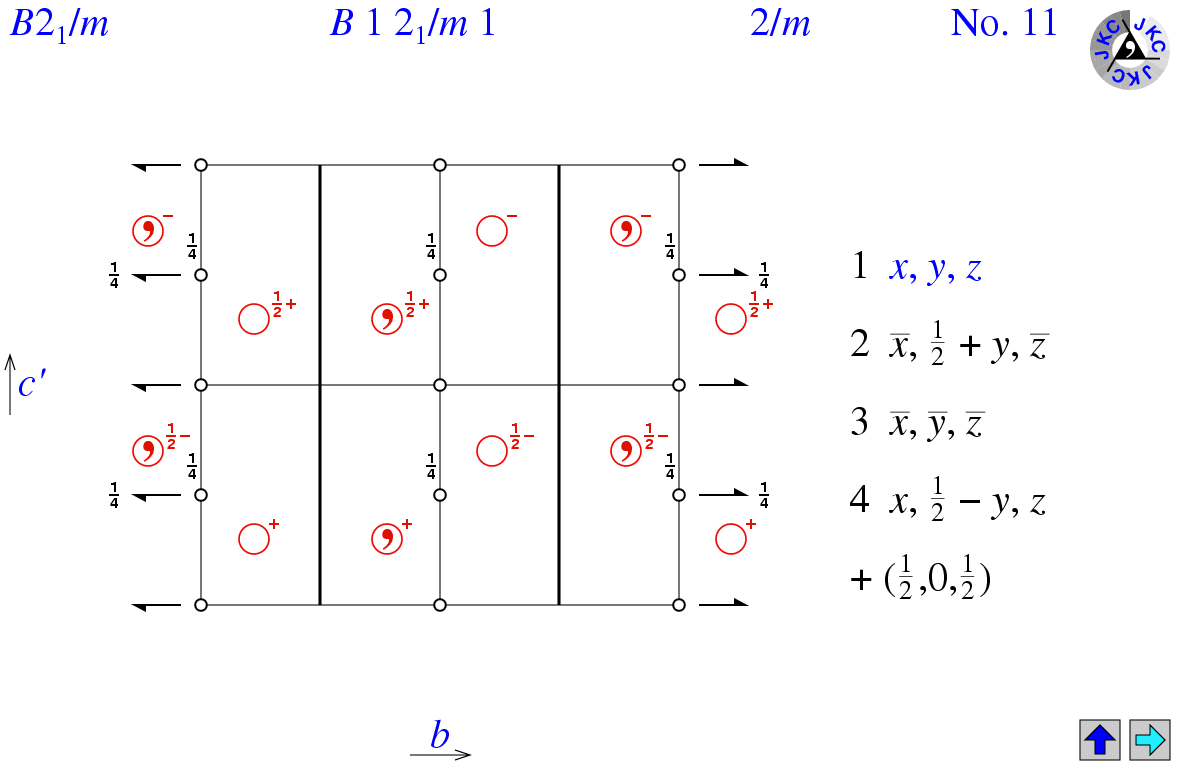 B2₁/m B 1 2₁/m 1 2/m No. 11
JKC JKC JKC
− − −
1/4 1/4 1/4
1/4 1/4
1/2+ 1/2+ 1/2+
c′
1/2− 1/2− 1/2−
1/4 1/4 1/4
1/4 1/4
+ + +
b
1 x, y, z
2 x̅, 1/2 + y, z̅
3 x̅, y̅, z̅
4 x, 1/2 − y, z
+ (1/2,0,1/2)